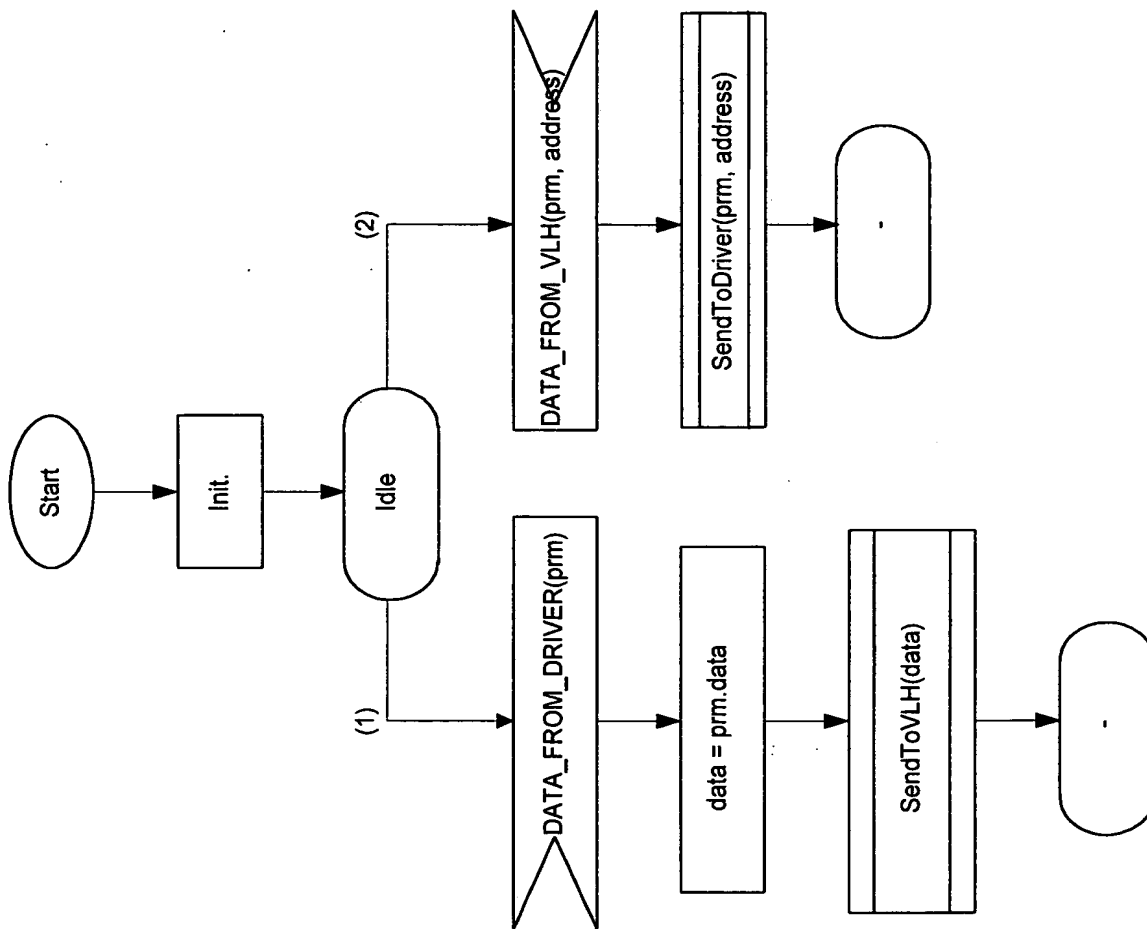 Start
Init.
Idle
(1)
(2)
DATA_FROM_DRIVER(prm)
DATA_FROM_VLH(prm, address)
data = prm.data
SendToDriver(prm, address)
SendToVLH(data)
-
-